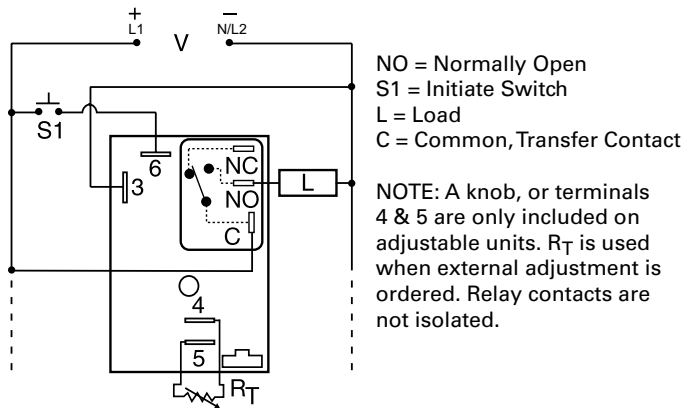 +
L1
V
–
N/L2
S1
6
3
NC
NO
C
L
4
5
RT
NO = Normally Open
S1 = Initiate Switch
L = Load
C = Common, Transfer Contact
NOTE: A knob, or terminals
4 & 5 are only included on
adjustable units. RT is used
when external adjustment is
ordered. Relay contacts are
not isolated.